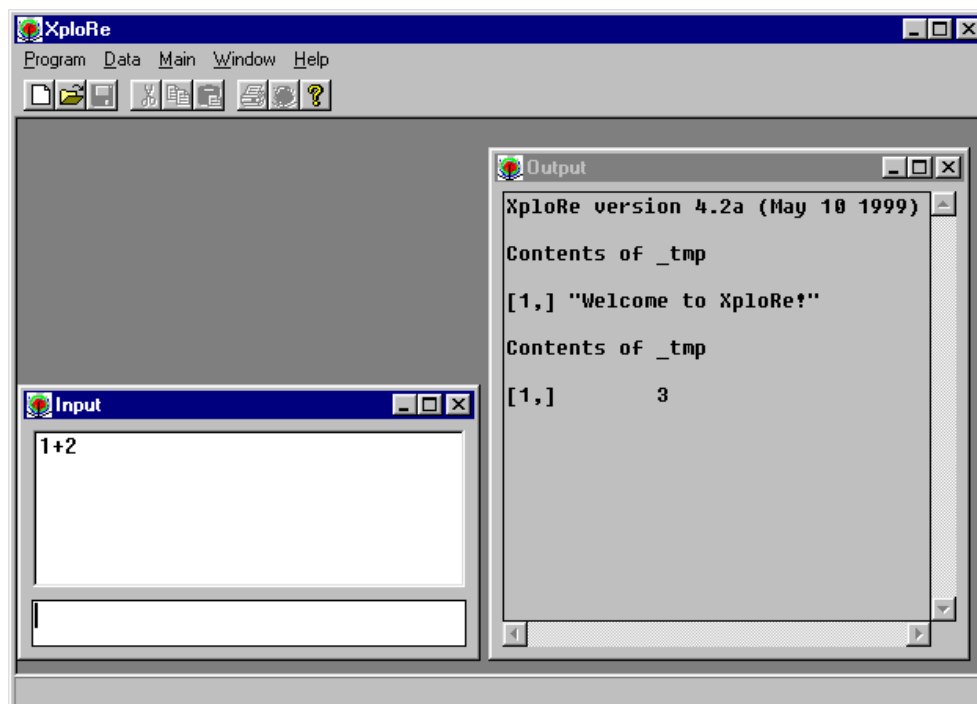 XploRe
Program Data Main Window Help
Output
XploRe version 4.2a (May 10 1999)
Contents of _tmp
[1,] "Welcome to XploRe!"
Contents of _tmp
[1,] 3
Input
1+2